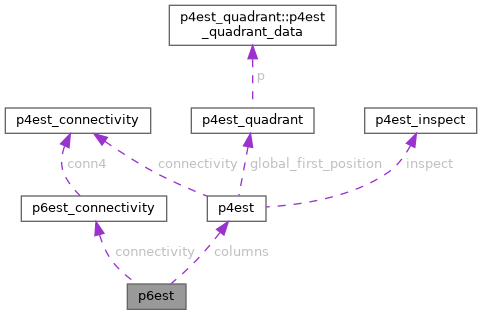 p4est_quadrant::p4est
_quadrant_data
p
p4est_connectivity
p4est_quadrant
p4est_inspect
conn4
connectivity
global_first_position
inspect
p6est_connectivity
p4est
connectivity
columns
p6est